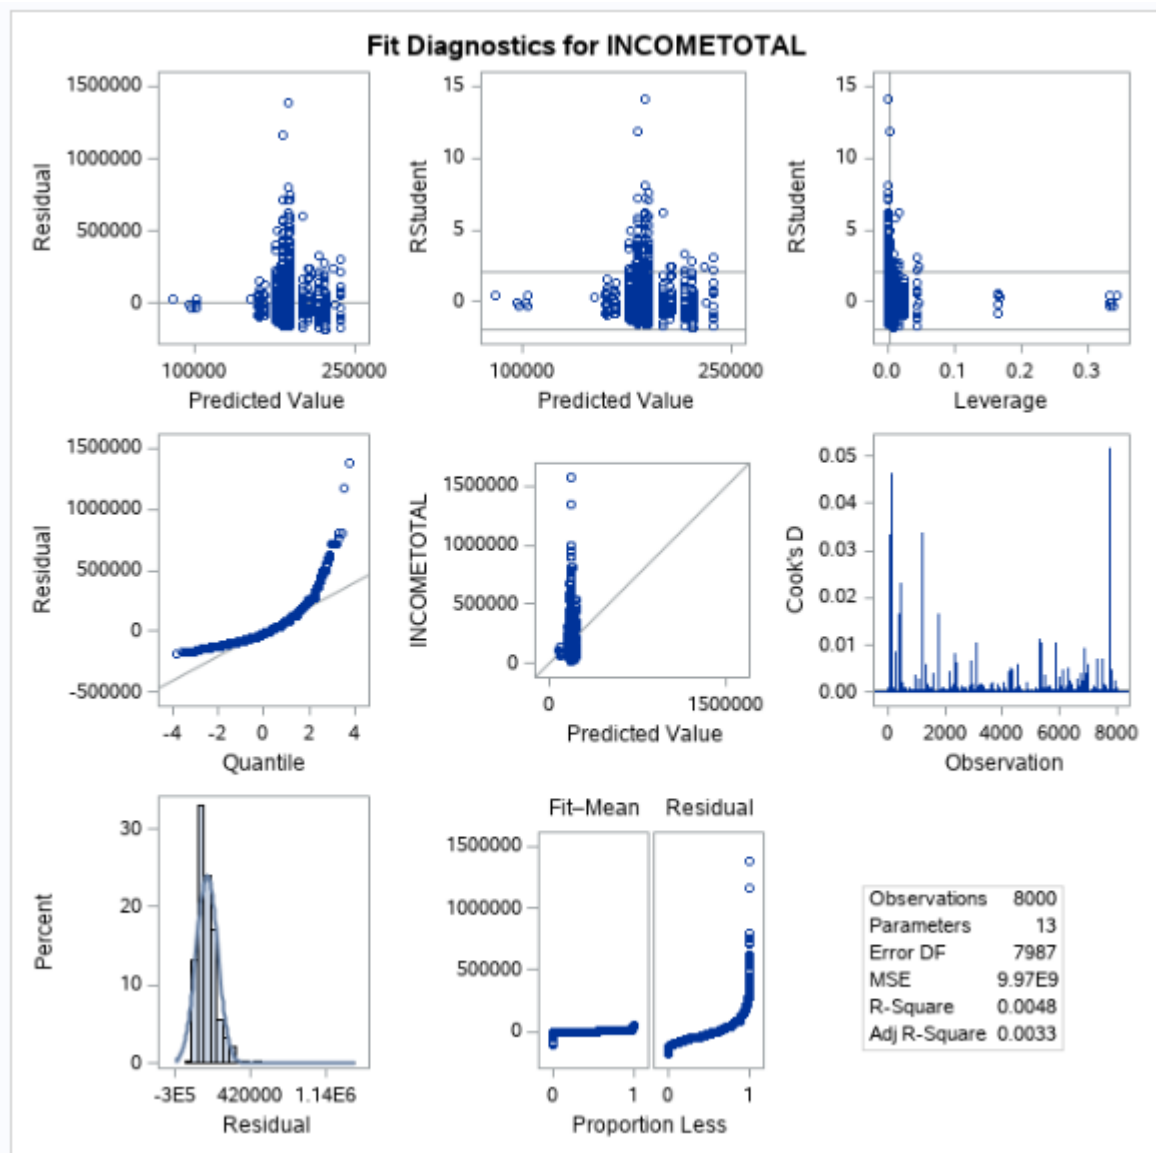 Fit Diagnostics for INCOMETOTAL
1500000
1000000
500000
0
Residual
100000 250000
Predicted Value
15
10
5
0
RStudent
100000 250000
Predicted Value
15
10
5
0
RStudent
0.0 0.1 0.2 0.3
Leverage
1500000
1000000
500000
0
-500000
Residual
-4 -2 0 2 4
Quantile
1500000
1000000
500000
0
INCOMETOTAL
0 1500000
Predicted Value
0.05
0.04
0.03
0.02
0.01
0.00
Cook's D
0 2000 4000 6000 8000
Observation
30
20
10
0
Percent
-3E5 420000 1.14E6
Residual
Fit–Mean Residual
1500000
1000000
500000
0
0 1 0 1
Proportion Less
Observations 8000
Parameters 13
Error DF 7987
MSE 9.97E9
R-Square 0.0048
Adj R-Square 0.0033